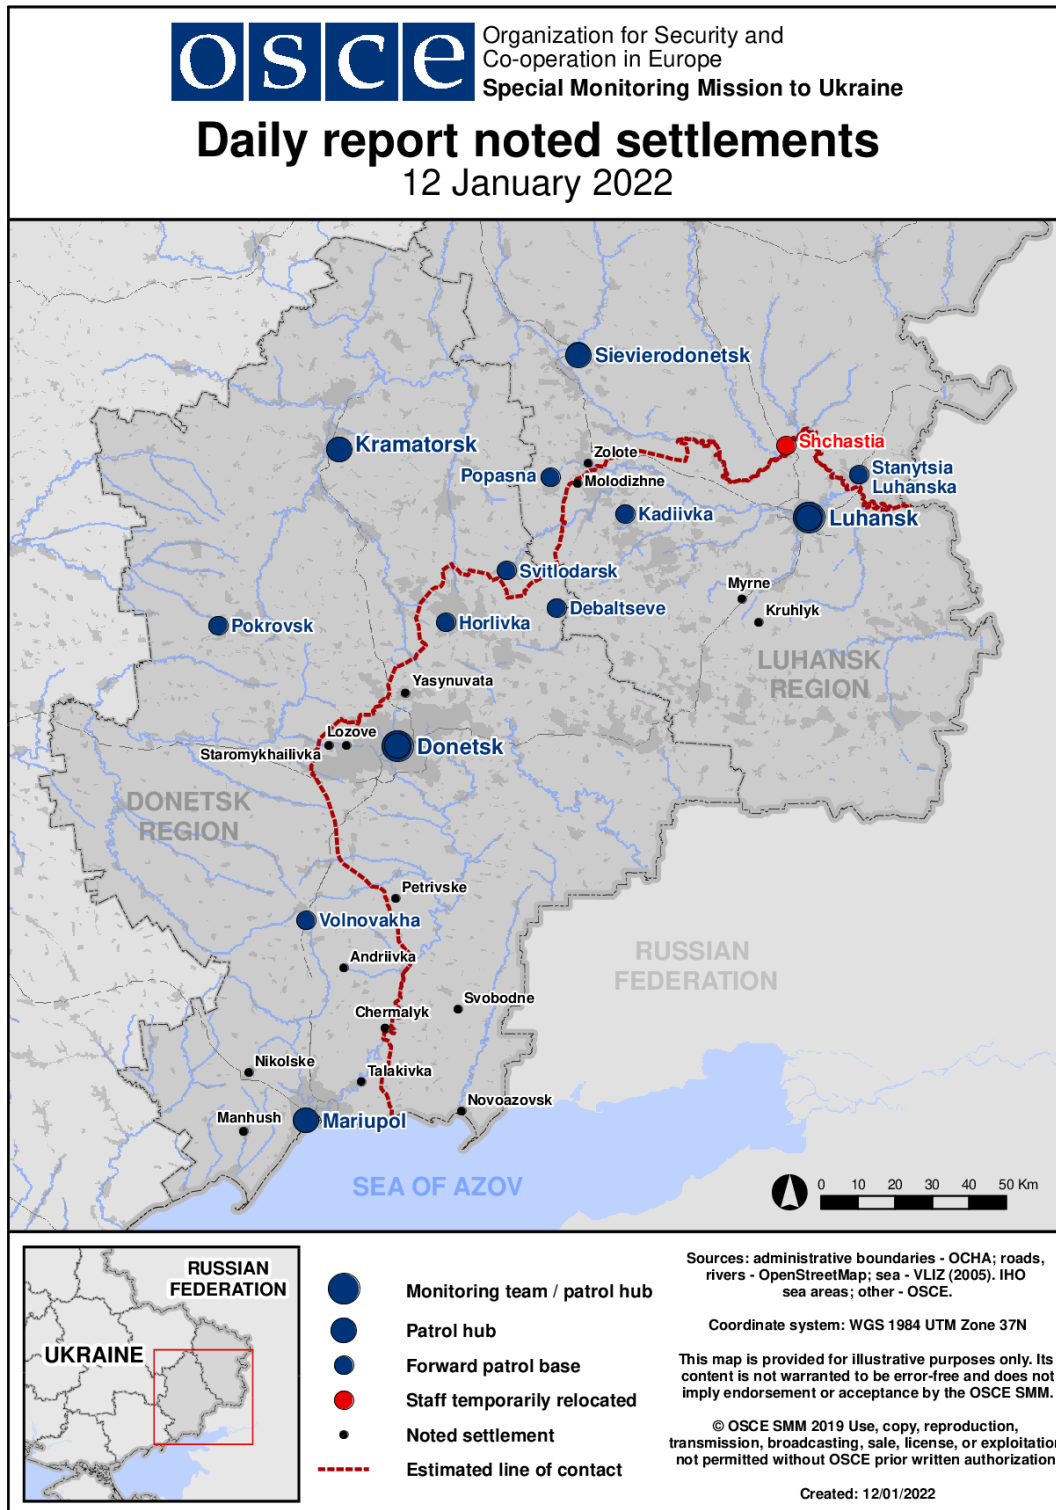 osce
Organization for Security and
Co-operation in Europe
Special Monitoring Mission to Ukraine
Daily report noted settlements
12 January 2022
Sievierodonetsk
Kramatorsk
Shchastia
Zolote
Popasna
Molodizhne
Stanytsia
Luhanska
Kadiivka
Luhansk
Svitlodarsk
Myrne
Debaltseve
Kruhlyk
Horlivka
Pokrovsk
LUHANSK
REGION
Yasynuvata
Lozove
Staromykhailivka
Donetsk
DONETSK
REGION
Petrivske
Volnovakha
Andriivka
RUSSIAN
FEDERATION
Svobodne
Chermalyk
Nikolske
Talakivka
Novoazovsk
Manhush
Mariupol
SEA OF AZOV
0 10 20 30 40 50 Km
RUSSIAN
FEDERATION
UKRAINE
Monitoring team / patrol hub
Patrol hub
Forward patrol base
Staff temporarily relocated
Noted settlement
Estimated line of contact
Sources: administrative boundaries - OCHA; roads,
rivers - OpenStreetMap; sea - VLIZ (2005). IHO
sea areas; other - OSCE.
Coordinate system: WGS 1984 UTM Zone 37N
This map is provided for illustrative purposes only. Its
content is not warranted to be error-free and does not
imply endorsement or acceptance by the OSCE SMM.
© OSCE SMM 2019 Use, copy, reproduction,
transmission, broadcasting, sale, license, or exploitation
not permitted without OSCE prior written authorization
Created: 12/01/2022